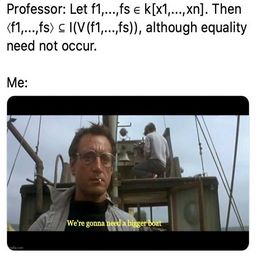 Professor: Let f1,...,fs ∈ k[x1,...,xn]. Then
⟨f1,...,fs⟩ ⊆ I(V(f1,...,fs)), although equality
need not occur.
Me:
We're gonna need a bigger boat